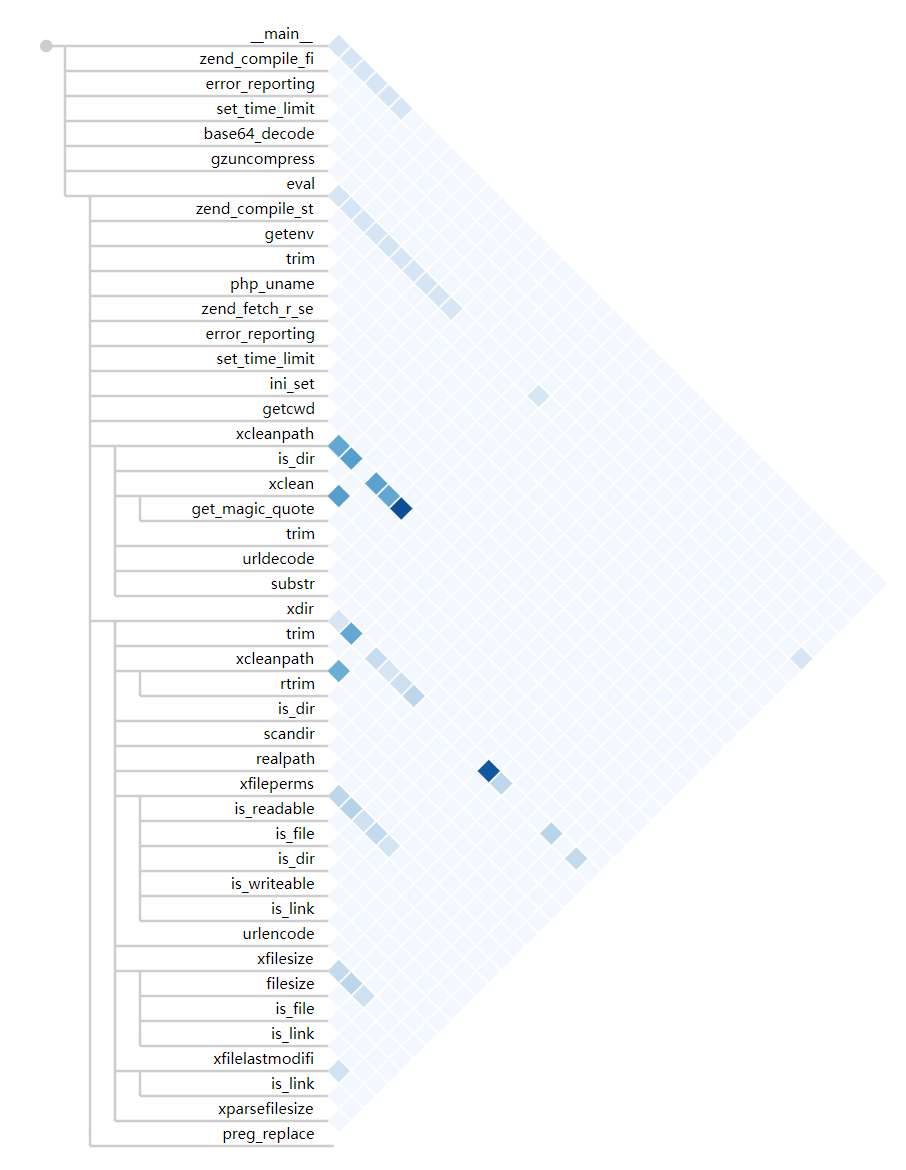 __main__
zend_compile_fi
error_reporting
set_time_limit
base64_decode
gzuncompress
eval
zend_compile_st
getenv
trim
php_uname
zend_fetch_r_se
error_reporting
set_time_limit
ini_set
getcwd
xcleanpath
is_dir
xclean
get_magic_quote
trim
urldecode
substr
xdir
trim
xcleanpath
rtrim
is_dir
scandir
realpath
xfileperms
is_readable
is_file
is_dir
is_writeable
is_link
urlencode
xfilesize
filesize
is_file
is_link
xfilelastmodifi
is_link
xparsefilesize
preg_replace